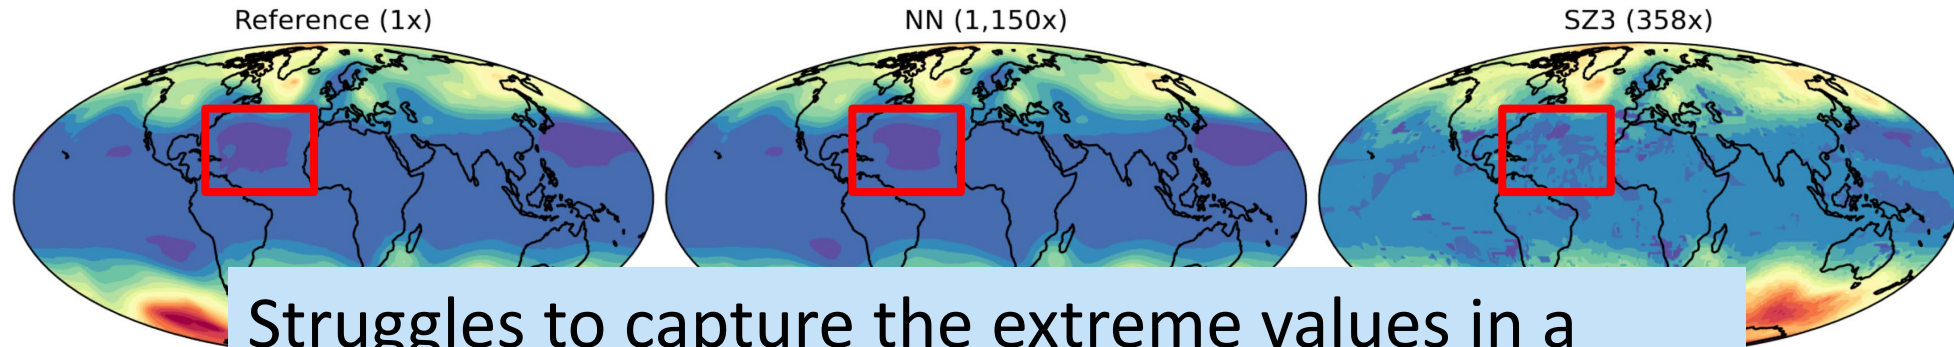 Reference (1x) NN (1,150x) SZ3 (358x)
Struggles to capture the extreme values in a